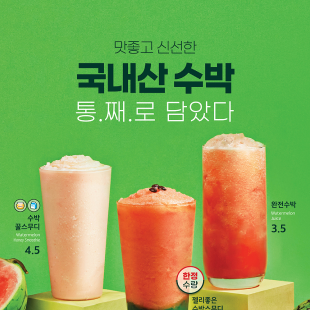 맛좋고 신선한
국내산 수박
통.째.로 담았다
수박
꿀스무디
Watermelon
Honey Smoothie
4.5
한정
수량
젤리좋은
수박스무디
완전수박
Watermelon
Juice
3.5